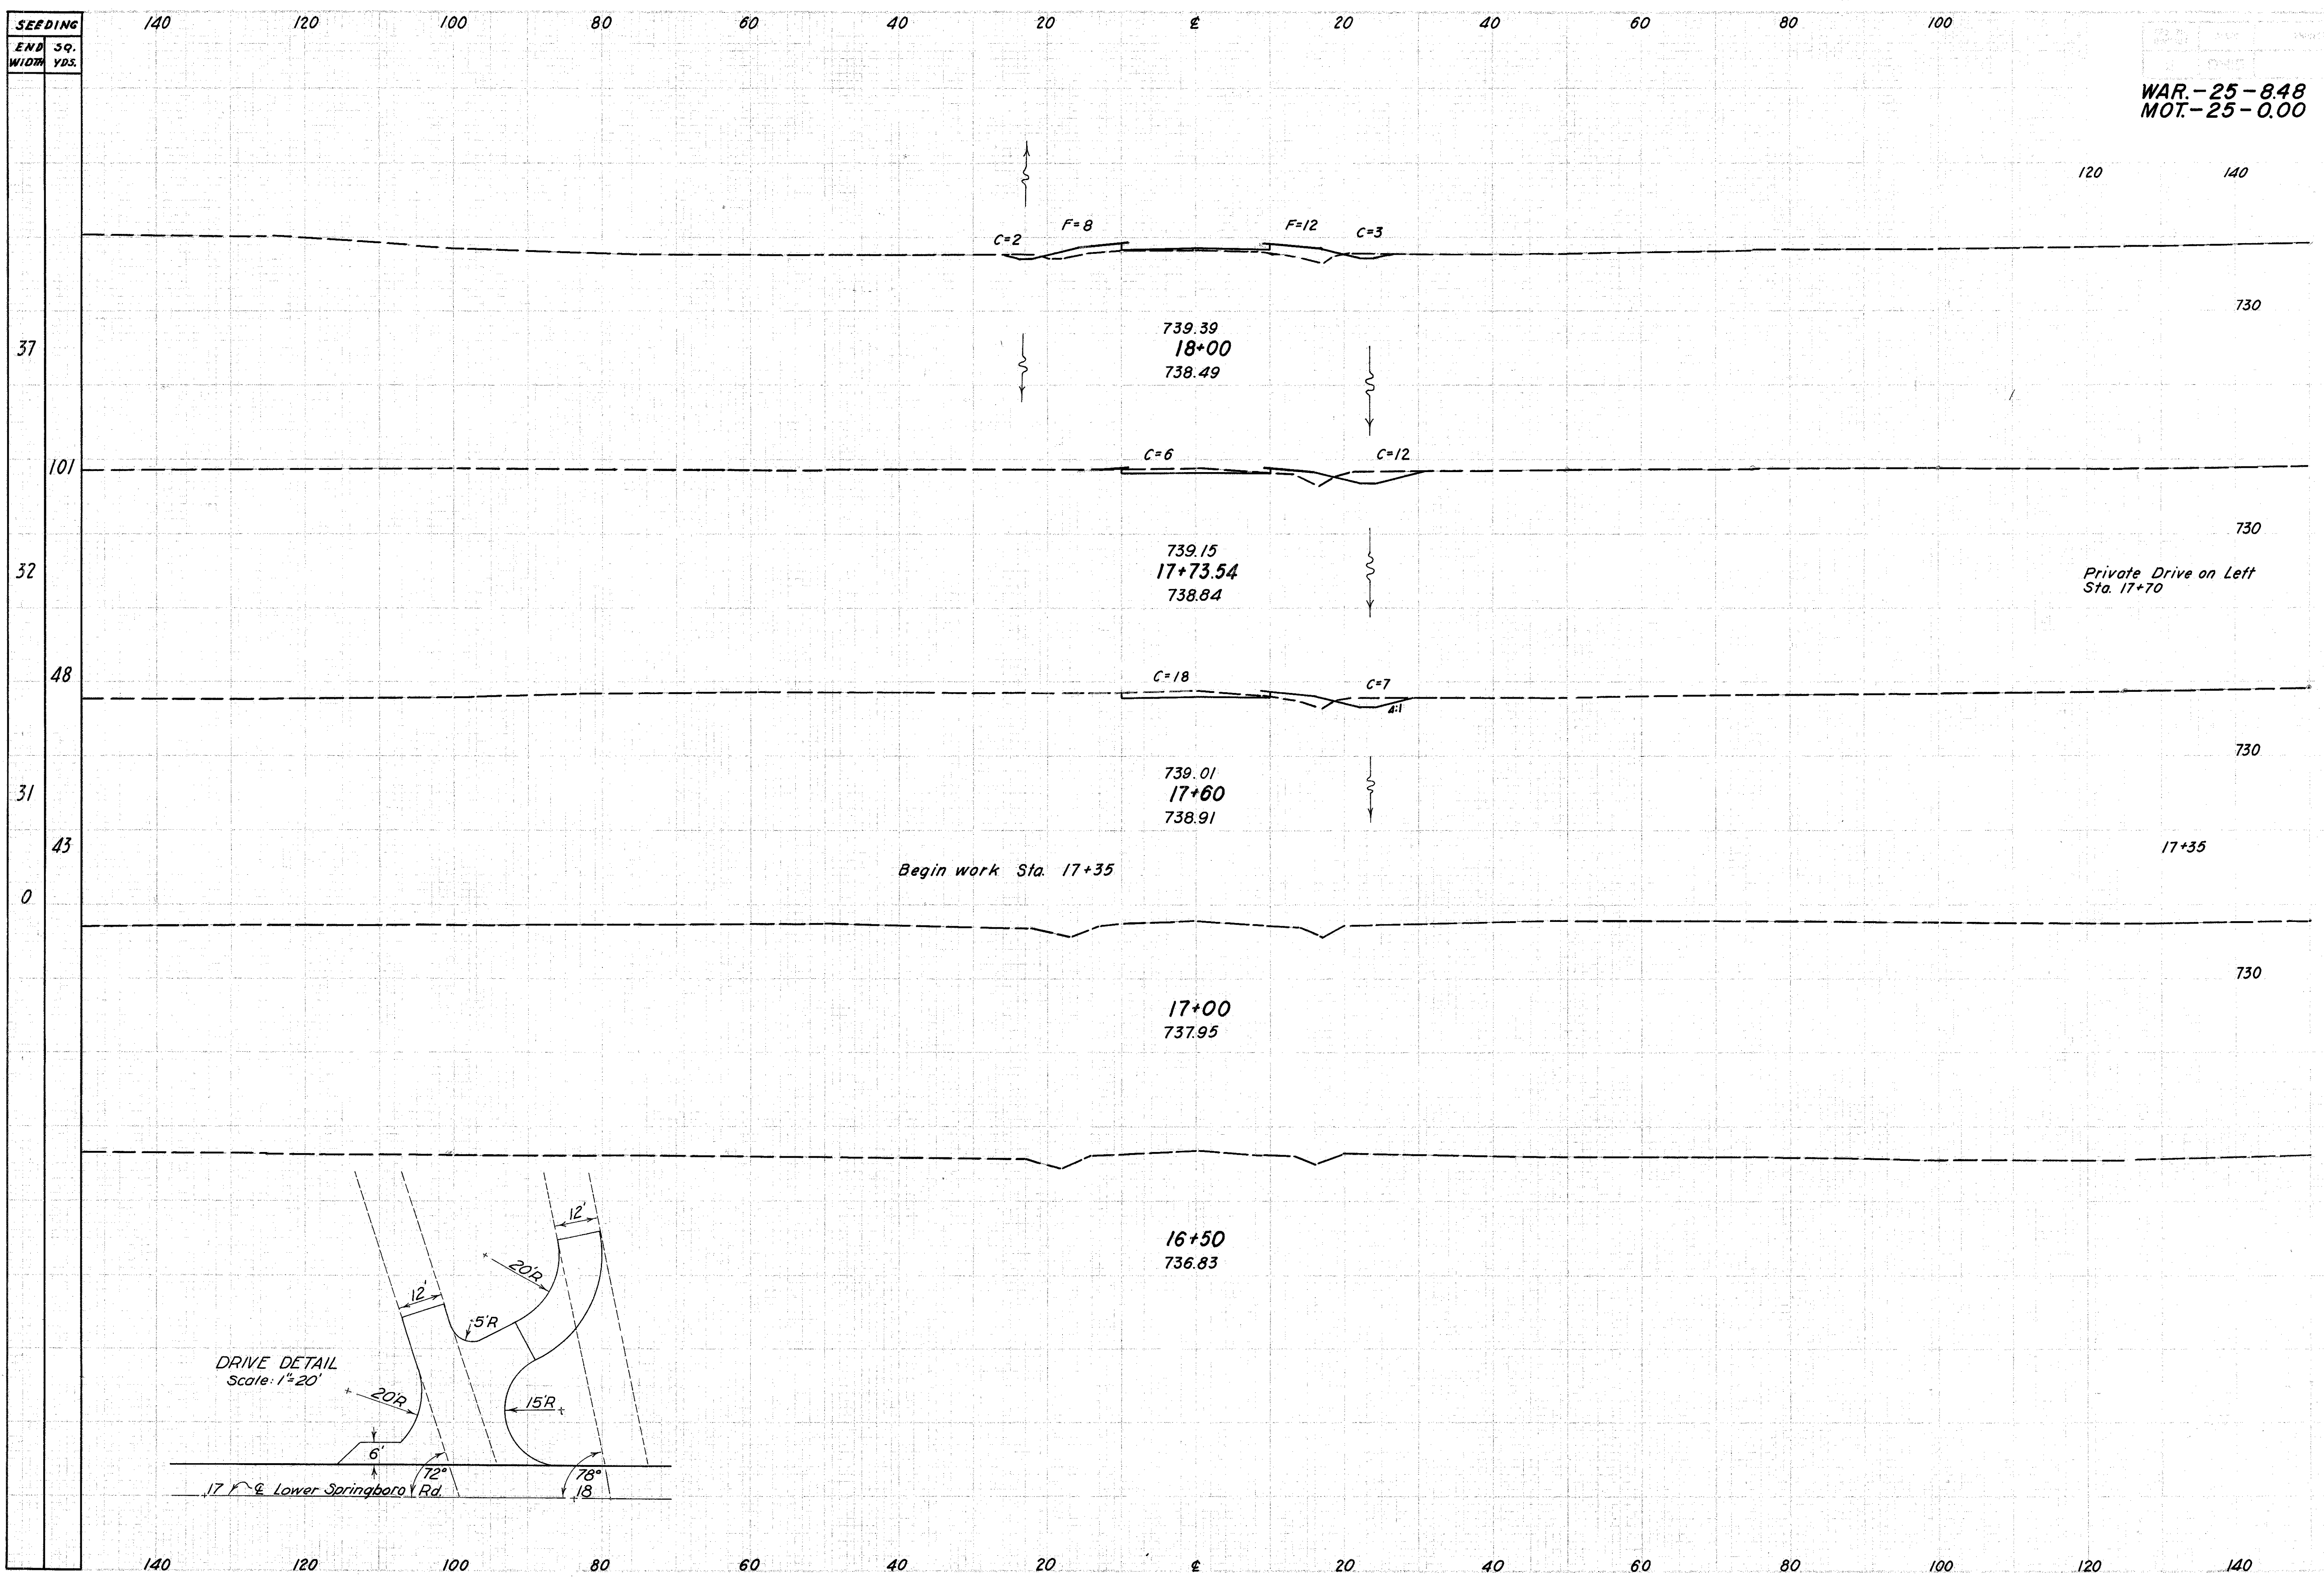 SEEDING
END WIDTH
SQ. YDS.
140 120 100 80 60 40 20 ℄ 20 40 60 80 100
WAR.-25-8.48
MOT.-25-0.00
120 140
C=2 F=8 F=12 C=3
730
739.39
37
18+00
738.49
C=6 C=12
101
730
739.15
32
17+73.54
738.84
Private Drive on Left
Sta. 17+70
48
C=18 C=7
4:1
730
739.01
31
17+60
738.91
43
17+35
Begin work Sta. 17+35
0
730
17+00
737.95
12'
16+50
736.83
20'R
12'
5'R
DRIVE DETAIL
Scale: 1"=20'
20'R
15'R
6'
72°
78°
17 ℄ Lower Springboro Rd. 18
140 120 100 80 60 40 20 ℄ 20 40 60 80 100 120 140